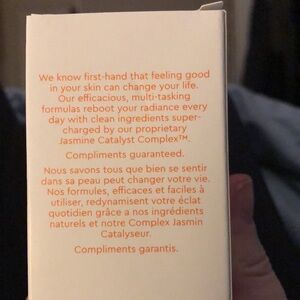 We know first-hand that feeling good
in your skin can change your life.
Our efficacious, multi-tasking
formulas reboot your radiance every
day with clean ingredients super-
charged by our proprietary
Jasmine Catalyst Complex™.
Compliments guaranteed.
Nous savons tous que bien se sentir
dans sa peau peut changer votre vie.
Nos formules, efficaces et faciles à
utiliser, redynamisent votre éclat
quotidien grâce a nos ingrédients
naturels et notre Complex Jasmin
Catalyseur.
Compliments garantis.